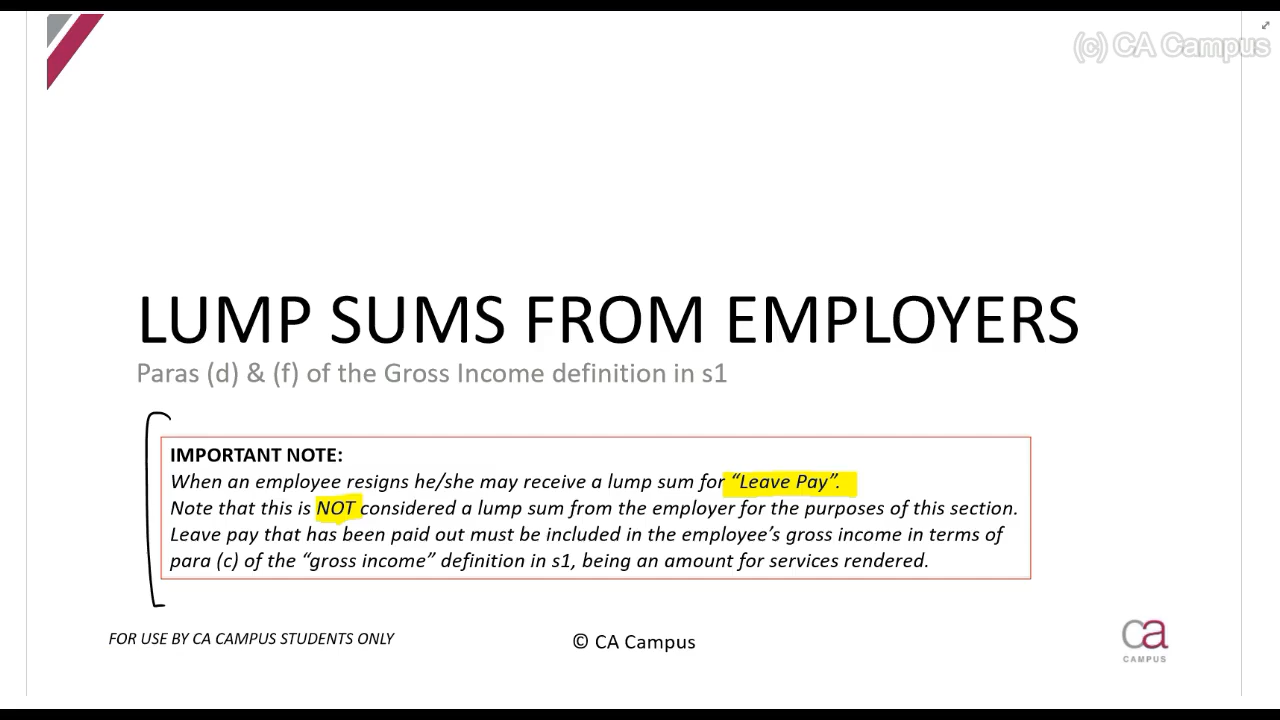 (c) CA Campus
LUMP SUMS FROM EMPLOYERS
Paras (d) & (f) of the Gross Income definition in s1
IMPORTANT NOTE:
When an employee resigns he/she may receive a lump sum for “Leave Pay”.
Note that this is NOT considered a lump sum from the employer for the purposes of this section.
Leave pay that has been paid out must be included in the employee’s gross income in terms of
para (c) of the “gross income” definition in s1, being an amount for services rendered.
FOR USE BY CA CAMPUS STUDENTS ONLY
© CA Campus
ca
CAMPUS